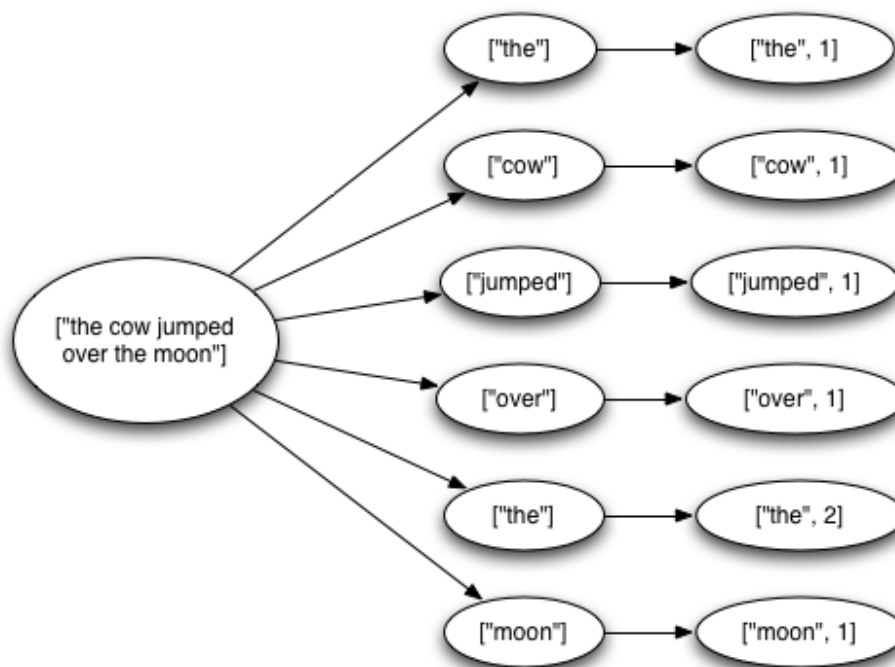 ["the"]
["the", 1]
["cow"]
["cow", 1]
["jumped"]
["jumped", 1]
["the cow jumped
over the moon"]
["over"]
["over", 1]
["the"]
["the", 2]
["moon"]
["moon", 1]